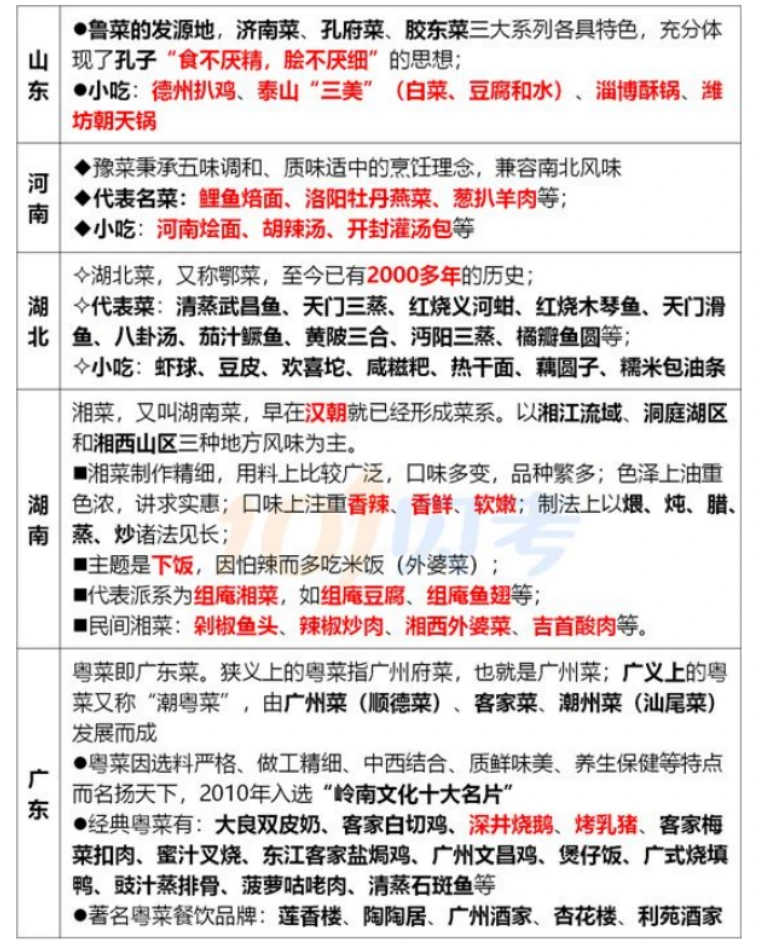 山东
●鲁菜的发源地，济南菜、孔府菜、胶东菜三大系列各具特色，充分体
现了孔子“食不厌精，脍不厌细”的思想；
●小吃：德州扒鸡、泰山“三美”（白菜、豆腐和水）、淄博酥锅、潍
坊朝天锅
河南
◆豫菜秉承五味调和、质味适中的烹饪理念，兼容南北风味
◆代表名菜：鲤鱼焙面、洛阳牡丹燕菜、葱扒羊肉等；
◆小吃：河南烩面、胡辣汤、开封灌汤包等
湖北
✧湖北菜，又称鄂菜，至今已有2000多年的历史；
✧代表菜：清蒸武昌鱼、天门三蒸、红烧义河蚶、红烧木琴鱼、天门滑
鱼、八卦汤、茄汁鳜鱼、黄陂三合、沔阳三蒸、橘瓣鱼圆等；
✧小吃：虾球、豆皮、欢喜坨、咸糍粑、热干面、藕圆子、糯米包油条
湖南
湘菜，又叫湖南菜，早在汉朝就已经形成菜系。以湘江流域、洞庭湖区
和湘西山区三种地方风味为主。
■湘菜制作精细，用料上比较广泛，口味多变，品种繁多；色泽上油重
色浓，讲求实惠；口味上注重香辣、香鲜、软嫩；制法上以煨、炖、腊、
蒸、炒诸法见长；
■主题是下饭，因怕辣而多吃米饭（外婆菜）；
■代表派系为组庵湘菜，如组庵豆腐、组庵鱼翅等；
■民间湘菜：剁椒鱼头、辣椒炒肉、湘西外婆菜、吉首酸肉等。
广东
粤菜即广东菜。狭义上的粤菜指广州府菜，也就是广州菜；广义上的粤
菜又称“潮粤菜”，由广州菜（顺德菜）、客家菜、潮州菜（汕尾菜）
发展而成
●粤菜因选料严格、做工精细、中西结合、质鲜味美、养生保健等特点
而名扬天下，2010年入选“岭南文化十大名片”
●经典粤菜有：大良双皮奶、客家白切鸡、深井烧鹅、烤乳猪、客家梅
菜扣肉、蜜汁叉烧、东江客家盐焗鸡、广州文昌鸡、煲仔饭、广式烧填
鸭、豉汁蒸排骨、菠萝咕咾肉、清蒸石斑鱼等
●著名粤菜餐饮品牌：莲香楼、陶陶居、广州酒家、杏花楼、利苑酒家